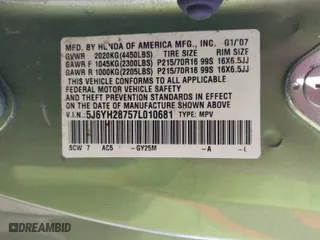 MFD. BY HONDA OF AMERICA MFG., INC. 01/'07
GVWR 2020KG(4450LBS) TIRE SIZE RIM SIZE
GAWR F 1045KG(2300LBS) P215/70R16 99S 16X6.5JJ
GAWR R 1000KG(2205LBS) P215/70R16 99S 16X6.5JJ
THIS VEHICLE CONFORMS TO ALL APPLICABLE
FEDERAL MOTOR VEHICLE SAFETY AND THEFT
PREVENTION STANDARDS IN EFFECT ON THE DATE
OF MANUFACTURE SHOWN ABOVE.
V.I.N: 5J6YH28757L010681 TYPE: MPV
SCW 7 AC5 -GY25M -A -L
DREAMBID